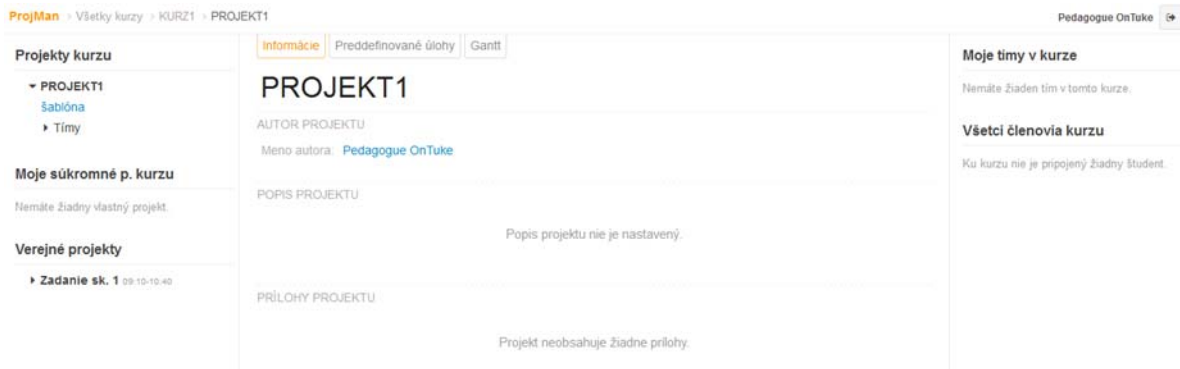 ProjMan > Všetky kurzy > KURZ1 > PROJEKT1
Pedagogue OnTuke
Projekty kurzu
PROJEKT1
šablóna
Tímy
Moje súkromné p. kurzu
Nemáte žiadny vlastný projekt.
Verejné projekty
Zadanie sk. 1 09:10-10:40
Informácie Preddefinované úlohy Gantt
PROJEKT1
AUTOR PROJEKTU
Meno autora: Pedagogue OnTuke
POPIS PROJEKTU
Popis projektu nie je nastavený.
PRÍLOHY PROJEKTU
Projekt neobsahuje žiadne prílohy.
Moje tímy v kurze
Nemáte žiaden tím v tomto kurze.
Všetci členovia kurzu
Ku kurzu nie je pripojený žiadny študent.